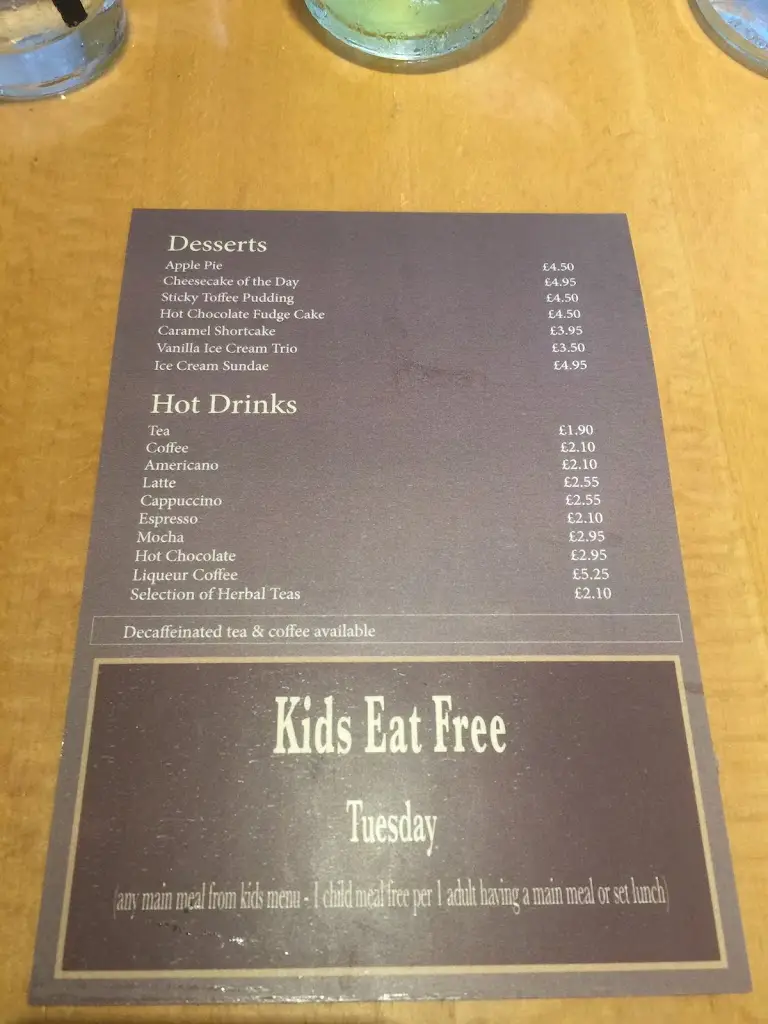 Desserts
Apple Pie £4.50
Cheesecake of the Day £4.95
Sticky Toffee Pudding £4.50
Hot Chocolate Fudge Cake £4.50
Caramel Shortcake £3.95
Vanilla Ice Cream Trio £3.50
Ice Cream Sundae £4.95
Hot Drinks
Tea £1.90
Coffee £2.10
Americano £2.10
Latte £2.55
Cappuccino £2.55
Espresso £2.10
Mocha £2.95
Hot Chocolate £2.95
Liqueur Coffee £5.25
Selection of Herbal Teas £2.10
Decaffeinated tea & coffee available
Kids Eat Free
Tuesday
(any main meal from kids menu - 1 child meal free per 1 adult having a main meal or set lunch)